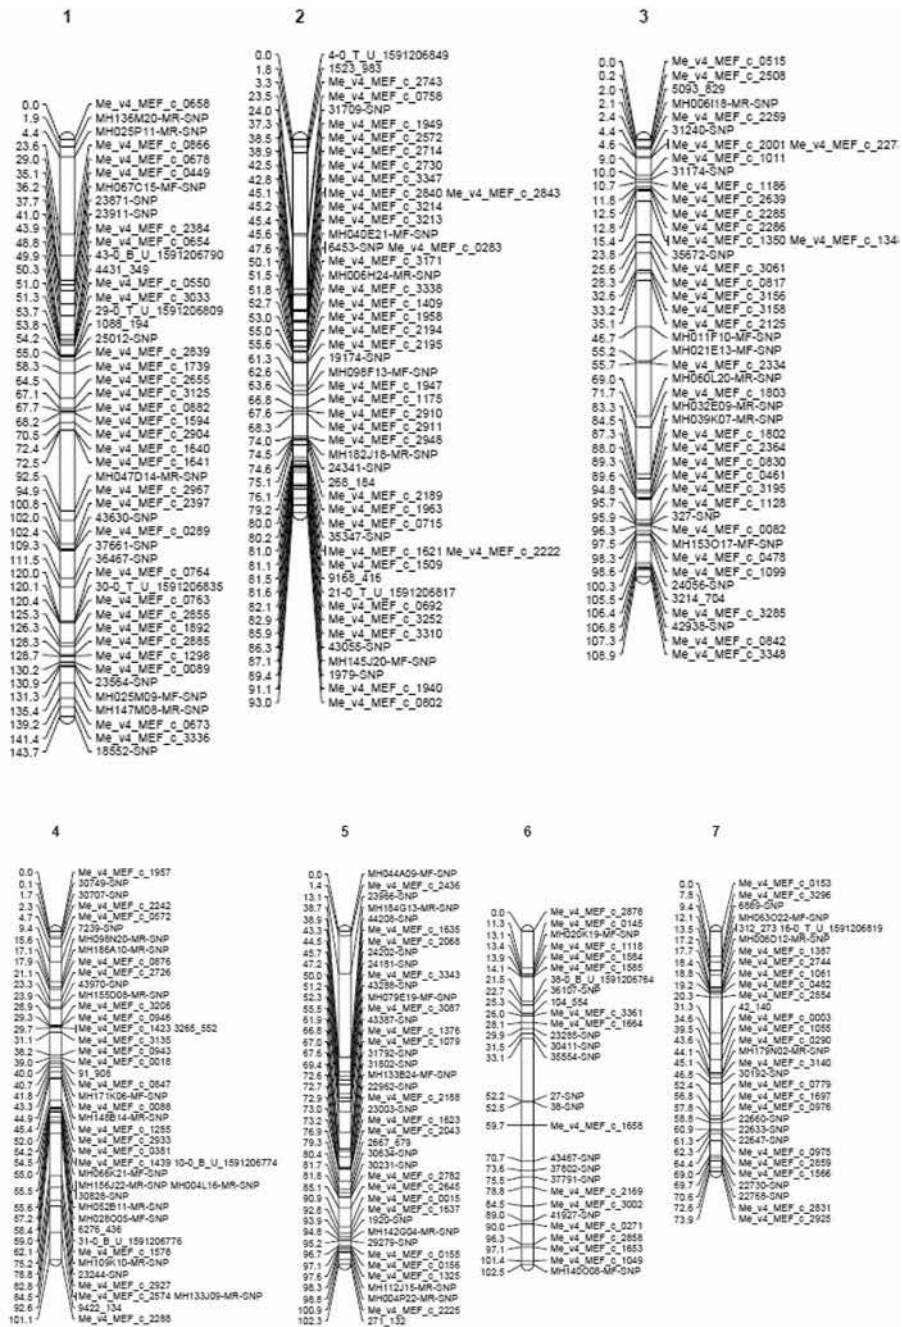 1
0.0 Me_v4_MEF_c_0658
1.9 MH136M20-MR-SNP
4.4 MH025P11-MR-SNP
23.6 Me_v4_MEF_c_0866
29.0 Me_v4_MEF_c_0678
35.1 Me_v4_MEF_c_0449
36.2 MH067C15-MF-SNP
37.7 23871-SNP
41.0 23911-SNP
43.9 Me_v4_MEF_c_2384
48.8 Me_v4_MEF_c_0654
49.9 43-0_B_U_1591206790
50.3 4431_349
51.0 Me_v4_MEF_c_0550
51.3 Me_v4_MEF_c_3033
53.7 29-0_T_U_1591206809
53.8 1088_194
54.2 25012-SNP
55.0 Me_v4_MEF_c_2839
58.3 Me_v4_MEF_c_1739
64.5 Me_v4_MEF_c_2655
67.1 Me_v4_MEF_c_3125
67.7 Me_v4_MEF_c_0882
68.2 Me_v4_MEF_c_1594
70.5 Me_v4_MEF_c_2904
72.4 Me_v4_MEF_c_1640
72.5 Me_v4_MEF_c_1641
92.5 MH047D14-MR-SNP
94.9 Me_v4_MEF_c_2967
100.8 Me_v4_MEF_c_2397
102.0 43630-SNP
102.4 Me_v4_MEF_c_0289
109.3 37661-SNP
111.5 36467-SNP
120.0 Me_v4_MEF_c_0764
120.1 30-0_T_U_1591206835
120.4 Me_v4_MEF_c_0763
125.3 Me_v4_MEF_c_2855
126.3 Me_v4_MEF_c_1892
128.3 Me_v4_MEF_c_2885
128.7 Me_v4_MEF_c_1298
130.2 Me_v4_MEF_c_0089
130.9 23564-SNP
131.3 MH025M09-MF-SNP
135.4 MH147M08-MR-SNP
139.2 Me_v4_MEF_c_0673
141.4 Me_v4_MEF_c_3336
143.7 18552-SNP
2
0.0 4-0_T_U_1591206849
1.8 1523_983
3.3 Me_v4_MEF_c_2743
23.5 Me_v4_MEF_c_0758
24.0 31709-SNP
37.3 Me_v4_MEF_c_1949
38.5 Me_v4_MEF_c_2572
38.9 Me_v4_MEF_c_2714
42.5 Me_v4_MEF_c_2730
42.8 Me_v4_MEF_c_3347
45.1 Me_v4_MEF_c_2840 Me_v4_MEF_c_2843
45.2 Me_v4_MEF_c_3214
45.4 Me_v4_MEF_c_3213
45.6 MH040E21-MF-SNP
47.6 6453-SNP Me_v4_MEF_c_0283
50.1 Me_v4_MEF_c_3171
51.5 MH006H24-MR-SNP
51.8 Me_v4_MEF_c_3338
52.7 Me_v4_MEF_c_1409
53.0 Me_v4_MEF_c_1958
55.0 Me_v4_MEF_c_2194
55.6 Me_v4_MEF_c_2195
61.3 19174-SNP
62.6 MH098F13-MF-SNP
63.6 Me_v4_MEF_c_1947
66.8 Me_v4_MEF_c_1175
67.6 Me_v4_MEF_c_2910
68.3 Me_v4_MEF_c_2911
74.0 Me_v4_MEF_c_2948
74.5 MH182J18-MR-SNP
74.6 24341-SNP
75.1 268_184
76.1 Me_v4_MEF_c_2189
79.2 Me_v4_MEF_c_1963
80.0 Me_v4_MEF_c_0715
80.2 35347-SNP
81.0 Me_v4_MEF_c_1621 Me_v4_MEF_c_2222
81.1 Me_v4_MEF_c_1509
81.5 9168_416
81.6 21-0_T_U_1591206817
82.1 Me_v4_MEF_c_0692
82.9 Me_v4_MEF_c_3252
85.9 Me_v4_MEF_c_3310
86.3 43055-SNP
87.1 MH145J20-MF-SNP
89.4 1979-SNP
91.1 Me_v4_MEF_c_1940
93.0 Me_v4_MEF_c_0802
3
0.0 Me_v4_MEF_c_0515
0.2 Me_v4_MEF_c_2508
2.0 5093_829
2.1 MH006I18-MR-SNP
2.4 Me_v4_MEF_c_2259
4.4 31240-SNP
4.6 Me_v4_MEF_c_2001 Me_v4_MEF_c_227
9.0 Me_v4_MEF_c_1011
10.0 31174-SNP
10.7 Me_v4_MEF_c_1186
11.8 Me_v4_MEF_c_2639
12.5 Me_v4_MEF_c_2285
12.8 Me_v4_MEF_c_2286
15.4 Me_v4_MEF_c_1350 Me_v4_MEF_c_134
23.8 35672-SNP
25.6 Me_v4_MEF_c_3061
28.3 Me_v4_MEF_c_0817
32.6 Me_v4_MEF_c_3156
33.2 Me_v4_MEF_c_3158
35.1 Me_v4_MEF_c_2125
46.7 MH011F10-MF-SNP
55.2 MH021E13-MF-SNP
55.7 Me_v4_MEF_c_2334
69.0 MH060L20-MR-SNP
71.7 Me_v4_MEF_c_1803
83.3 MH032E09-MR-SNP
84.5 MH039K07-MR-SNP
87.3 Me_v4_MEF_c_1802
88.0 Me_v4_MEF_c_2364
89.3 Me_v4_MEF_c_0830
89.6 Me_v4_MEF_c_0461
94.8 Me_v4_MEF_c_3195
95.7 Me_v4_MEF_c_1128
95.9 327-SNP
96.3 Me_v4_MEF_c_0082
97.5 MH153O17-MF-SNP
98.3 Me_v4_MEF_c_0478
98.6 Me_v4_MEF_c_1099
100.3 24056-SNP
105.5 3214_704
106.4 Me_v4_MEF_c_3285
106.8 42938-SNP
107.3 Me_v4_MEF_c_0842
108.9 Me_v4_MEF_c_3348
4
0.0 Me_v4_MEF_c_1957
0.1 30749-SNP
1.7 30707-SNP
2.3 Me_v4_MEF_c_2242
4.7 Me_v4_MEF_c_0572
9.4 7239-SNP
15.6 MH098N20-MR-SNP
17.1 MH186A10-MR-SNP
17.9 Me_v4_MEF_c_0876
21.1 Me_v4_MEF_c_2726
23.3 43970-SNP
23.9 MH155D08-MR-SNP
28.9 Me_v4_MEF_c_3206
29.3 Me_v4_MEF_c_0946
29.7 Me_v4_MEF_c_1423 3265_552
31.1 Me_v4_MEF_c_3135
38.2 Me_v4_MEF_c_0943
39.0 Me_v4_MEF_c_0018
40.0 91_908
40.7 Me_v4_MEF_c_0847
41.8 MH171K06-MF-SNP
43.3 Me_v4_MEF_c_0088
44.9 MH148B14-MR-SNP
45.4 Me_v4_MEF_c_1285
52.0 Me_v4_MEF_c_2933
54.2 Me_v4_MEF_c_0381
54.5 Me_v4_MEF_c_1439 10-0_B_U_1591206774
55.0 MH066K21-MF-SNP
55.5 MH156J22-MR-SNP MH004L16-MR-SNP
30828-SNP
55.6 MH052B11-MR-SNP
57.2 MH028O05-MF-SNP
58.4 6276_436
59.0 31-0_B_U_1591206776
62.1 Me_v4_MEF_c_1578
75.2 MH109K10-MR-SNP
78.8 23244-SNP
82.8 Me_v4_MEF_c_2927
84.5 Me_v4_MEF_c_2574 MH133J09-MR-SNP
92.6 9422_134
101.1 Me_v4_MEF_c_2288
5
0.0 MH044A09-MF-SNP
1.4 Me_v4_MEF_c_2436
13.1 23966-SNP
38.7 MH184G13-MR-SNP
38.9 44208-SNP
43.3 Me_v4_MEF_c_1635
44.5 Me_v4_MEF_c_2068
45.7 24202-SNP
47.2 24181-SNP
50.0 Me_v4_MEF_c_3343
51.2 43288-SNP
52.3 MH079E19-MF-SNP
55.5 Me_v4_MEF_c_3087
61.9 43387-SNP
66.8 Me_v4_MEF_c_1376
67.0 Me_v4_MEF_c_1079
67.6 31792-SNP
69.4 31802-SNP
72.6 MH133B24-MF-SNP
72.7 22962-SNP
72.9 Me_v4_MEF_c_2188
73.0 23003-SNP
73.2 Me_v4_MEF_c_1623
76.9 Me_v4_MEF_c_2043
79.3 2667_679
80.4 30634-SNP
81.7 30231-SNP
81.8 Me_v4_MEF_c_2782
85.1 Me_v4_MEF_c_2645
90.9 Me_v4_MEF_c_0015
92.8 Me_v4_MEF_c_1637
93.9 1920-SNP
94.8 MH142G04-MR-SNP
95.2 29279-SNP
96.7 Me_v4_MEF_c_0155
97.1 Me_v4_MEF_c_0156
97.6 Me_v4_MEF_c_1325
98.3 MH112J15-MR-SNP
98.8 MH004P22-MR-SNP
100.9 Me_v4_MEF_c_2225
102.3 271_132
6
0.0 Me_v4_MEF_c_2878
11.3 Me_v4_MEF_c_0145
13.1 MH020K19-MF-SNP
13.4 Me_v4_MEF_c_1118
13.9 Me_v4_MEF_c_1584
14.1 Me_v4_MEF_c_1585
21.5 38-0_B_U_1591206764
22.7 36107-SNP
25.3 104_554
26.0 Me_v4_MEF_c_3361
28.1 Me_v4_MEF_c_1664
29.9 23285-SNP
31.5 30411-SNP
33.1 35554-SNP
52.2 27-SNP
52.5 38-SNP
59.7 Me_v4_MEF_c_1658
70.7 43467-SNP
73.6 37802-SNP
75.5 37791-SNP
78.8 Me_v4_MEF_c_2169
84.5 Me_v4_MEF_c_3002
89.0 41927-SNP
90.0 Me_v4_MEF_c_0271
96.3 Me_v4_MEF_c_2858
97.1 Me_v4_MEF_c_1653
101.4 Me_v4_MEF_c_1049
102.5 MH140O08-MF-SNP
7
0.0 Me_v4_MEF_c_0153
7.8 Me_v4_MEF_c_3296
9.4 6869-SNP
12.1 MH063O22-MF-SNP
13.5 312_273 16-0_T_U_1591206819
17.2 MH006D12-MR-SNP
17.7 Me_v4_MEF_c_1387
18.4 Me_v4_MEF_c_2744
18.8 Me_v4_MEF_c_1061
19.2 Me_v4_MEF_c_0482
20.3 Me_v4_MEF_c_2554
31.3 42_140
34.6 Me_v4_MEF_c_0003
39.5 Me_v4_MEF_c_1055
43.6 Me_v4_MEF_c_0290
44.1 MH179N02-MR-SNP
45.1 Me_v4_MEF_c_3140
46.8 30192-SNP
52.4 Me_v4_MEF_c_0779
56.8 Me_v4_MEF_c_1697
57.8 Me_v4_MEF_c_0976
58.8 22660-SNP
60.9 22633-SNP
61.3 22647-SNP
62.3 Me_v4_MEF_c_0975
64.4 Me_v4_MEF_c_2859
69.0 Me_v4_MEF_c_1566
69.7 22730-SNP
70.6 22768-SNP
72.6 Me_v4_MEF_c_2831
73.9 Me_v4_MEF_c_2925